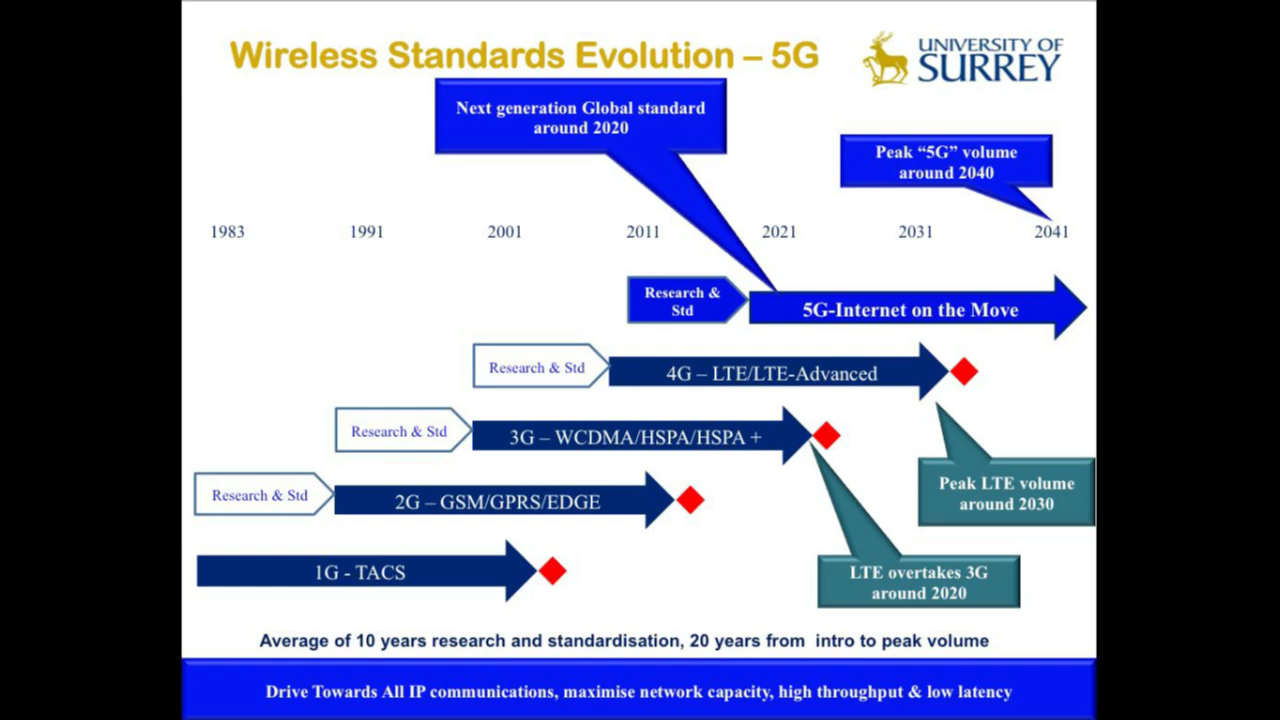 Wireless Standards Evolution – 5G
UNIVERSITY OF
SURREY
Next generation Global standard
around 2020
Peak “5G” volume
around 2040
1983 1991 2001 2011 2021 2031 2041
Research &
Std
5G-Internet on the Move
Research & Std
4G – LTE/LTE-Advanced
Research & Std
3G – WCDMA/HSPA/HSPA +
Peak LTE volume
around 2030
Research & Std
2G – GSM/GPRS/EDGE
1G - TACS
LTE overtakes 3G
around 2020
Average of 10 years research and standardisation, 20 years from intro to peak volume
Drive Towards All IP communications, maximise network capacity, high throughput & low latency